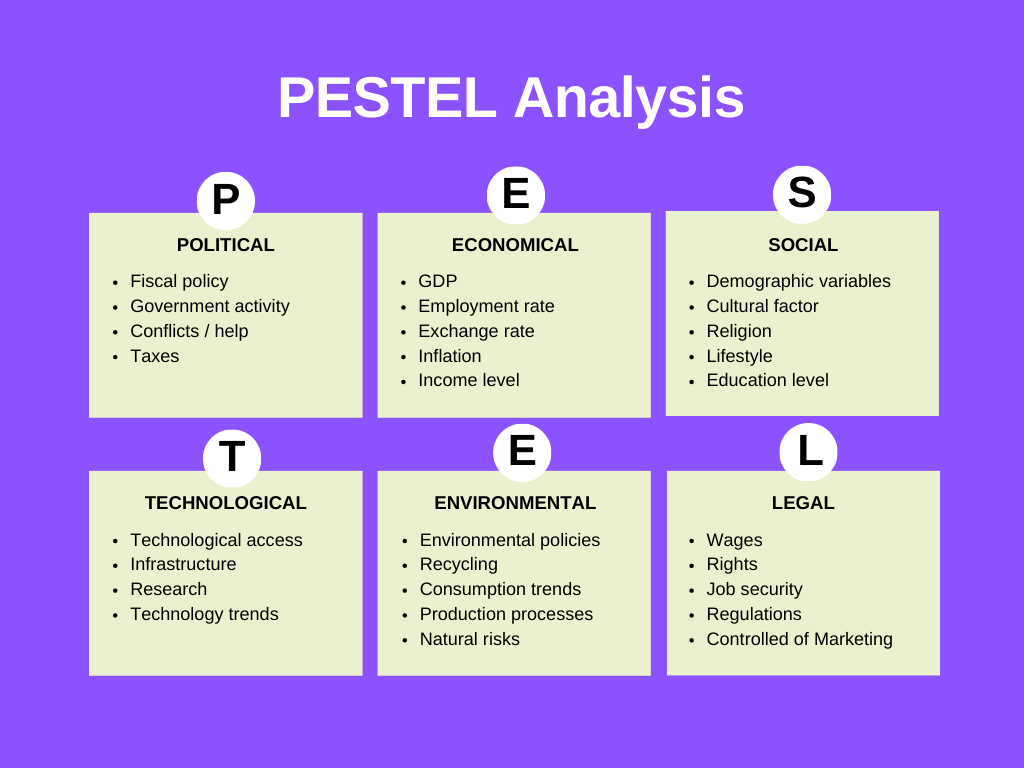 PESTEL Analysis
P
POLITICAL
• Fiscal policy
• Government activity
• Conflicts / help
• Taxes
E
ECONOMICAL
• GDP
• Employment rate
• Exchange rate
• Inflation
• Income level
S
SOCIAL
• Demographic variables
• Cultural factor
• Religion
• Lifestyle
• Education level
T
TECHNOLOGICAL
• Technological access
• Infrastructure
• Research
• Technology trends
E
ENVIRONMENTAL
• Environmental policies
• Recycling
• Consumption trends
• Production processes
• Natural risks
L
LEGAL
• Wages
• Rights
• Job security
• Regulations
• Controlled of Marketing